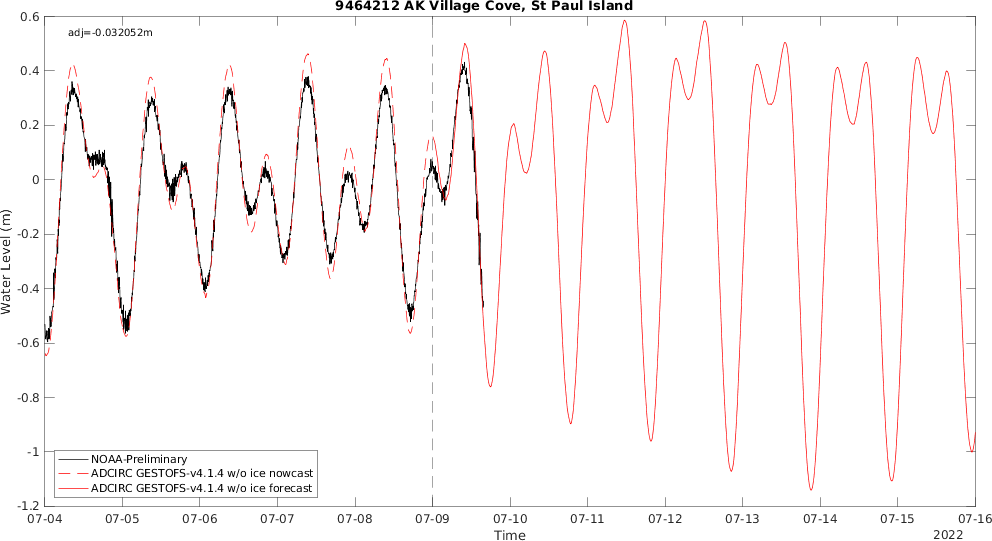 9464212 AK Village Cove, St Paul Island
adj=-0.032052m
Water Level (m)
0.6
0.4
0.2
0
-0.2
-0.4
-0.6
-0.8
-1
-1.2
NOAA-Preliminary
ADCIRC GESTOFS-v4.1.4 w/o ice nowcast
ADCIRC GESTOFS-v4.1.4 w/o ice forecast
07-04 07-05 07-06 07-07 07-08 07-09 07-10 07-11 07-12 07-13 07-14 07-15 07-16
Time
2022